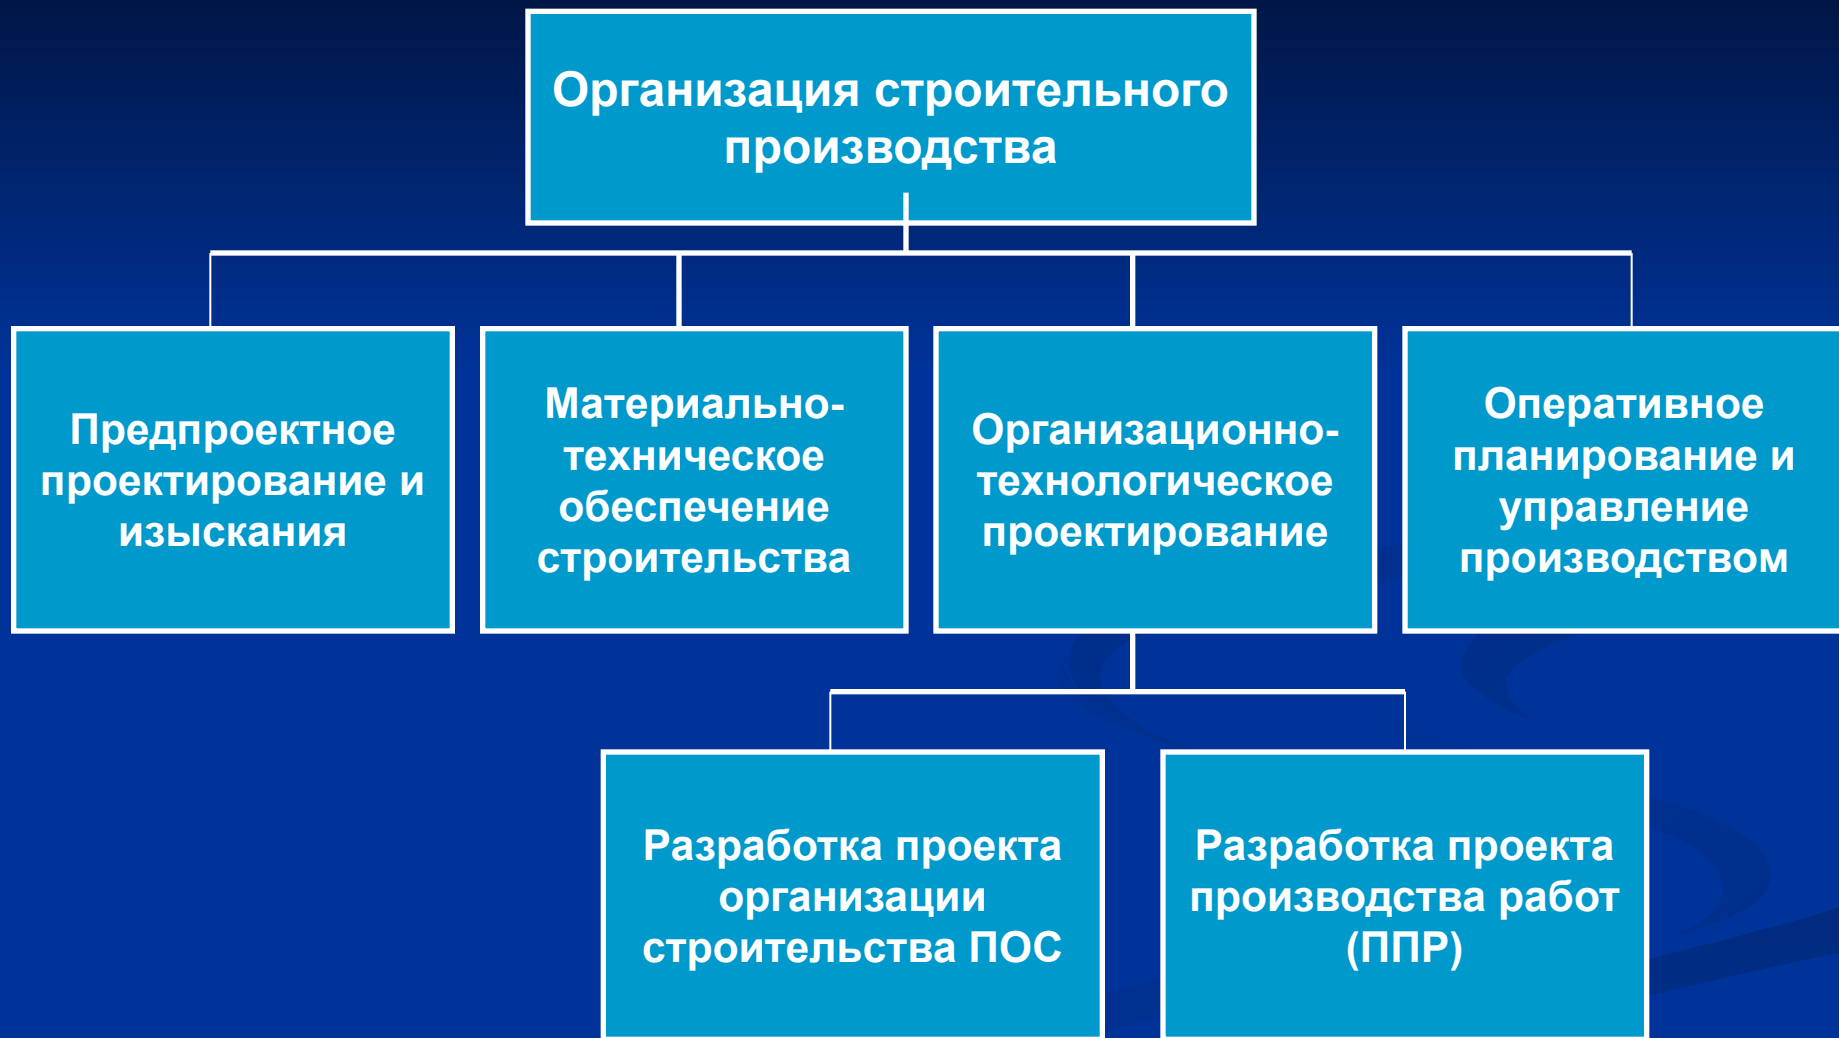 Организация строительного
производства
Предпроектное
проектирование и
изыскания
Материально-
техническое
обеспечение
строительства
Организационно-
технологическое
проектирование
Оперативное
планирование и
управление
производством
Разработка проекта
организации
строительства ПОС
Разработка проекта
производства работ
(ППР)